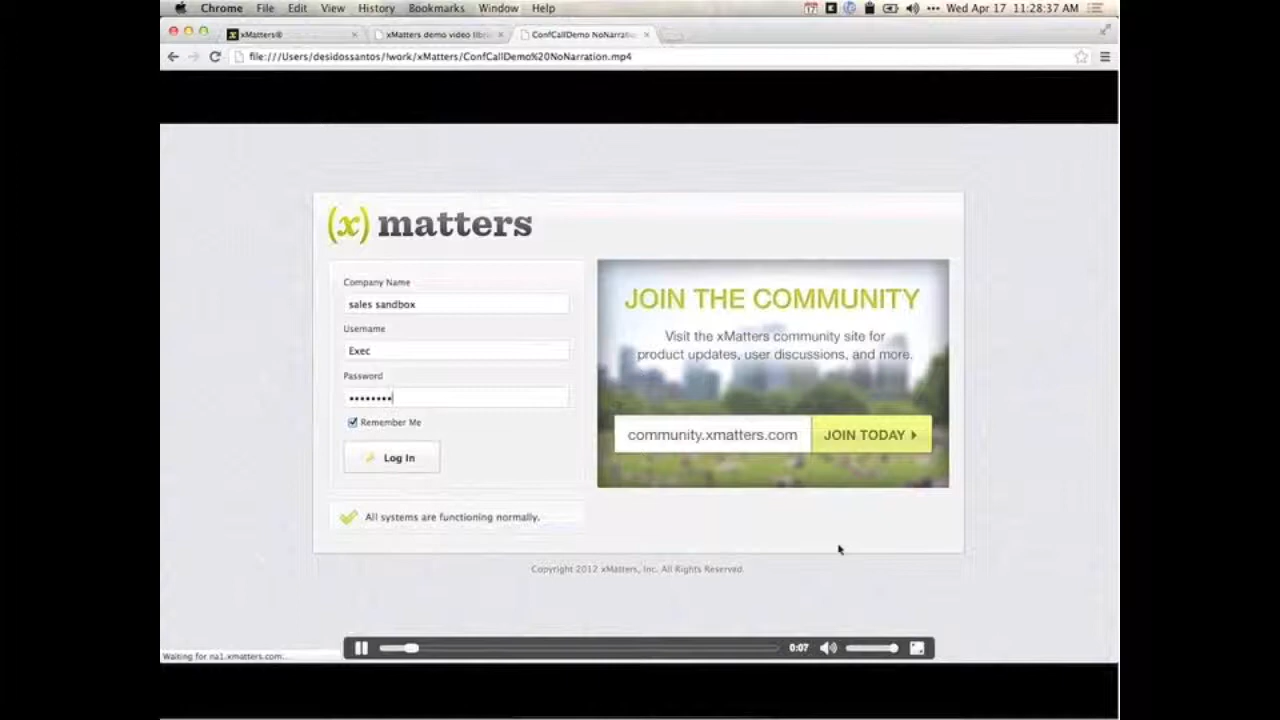 Chrome File Edit View History Bookmarks Window Help 17 Wed Apr 17 11:28:37 AM
xMatters® xMatters demo video libr ConfCallDemo NoNarratio
file:///Users/desidossantos/!work/xMatters/ConfCallDemo%20NoNarration.mp4
(x) matters
Company Name
sales sandbox
Username
Exec
Password
••••••••
Remember Me
Log In
All systems are functioning normally.
JOIN THE COMMUNITY
Visit the xMatters community site for
product updates, user discussions, and more.
community.xmatters.com JOIN TODAY
Copyright 2012 xMatters, Inc. All Rights Reserved.
0:07
Waiting for na1.xmatters.com...